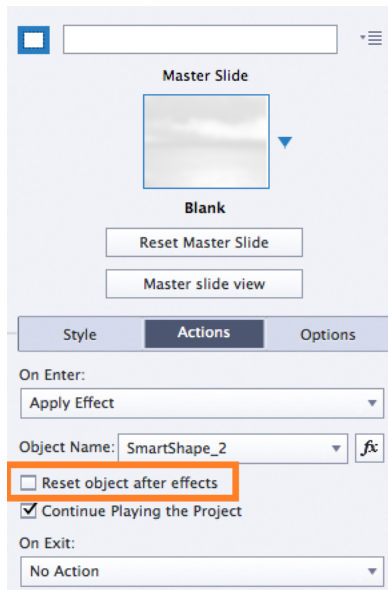 Master Slide
Blank
Reset Master Slide
Master slide view
Style Actions Options
On Enter:
Apply Effect
Object Name: SmartShape_2 fx
Reset object after effects
Continue Playing the Project
On Exit:
No Action